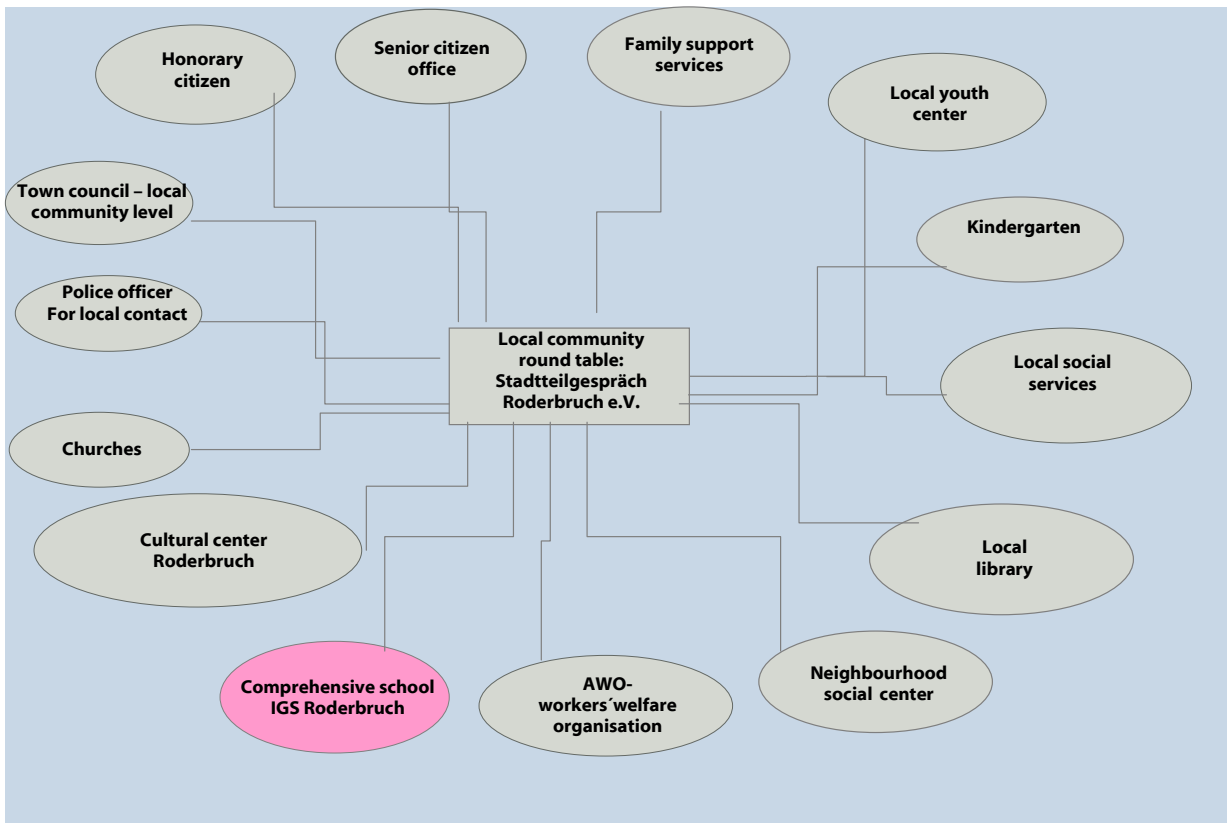 Honorary
citizen
Senior citizen
office
Family support
services
Local youth
center
Town council – local
community level
Kindergarten
Police officer
For local contact
Local community
round table:
Stadtteilgespräch
Roderbruch e.V.
Local social
services
Churches
Cultural center
Roderbruch
Local
library
Comprehensive school
IGS Roderbruch
AWO-
workers´welfare
organisation
Neighbourhood
social center